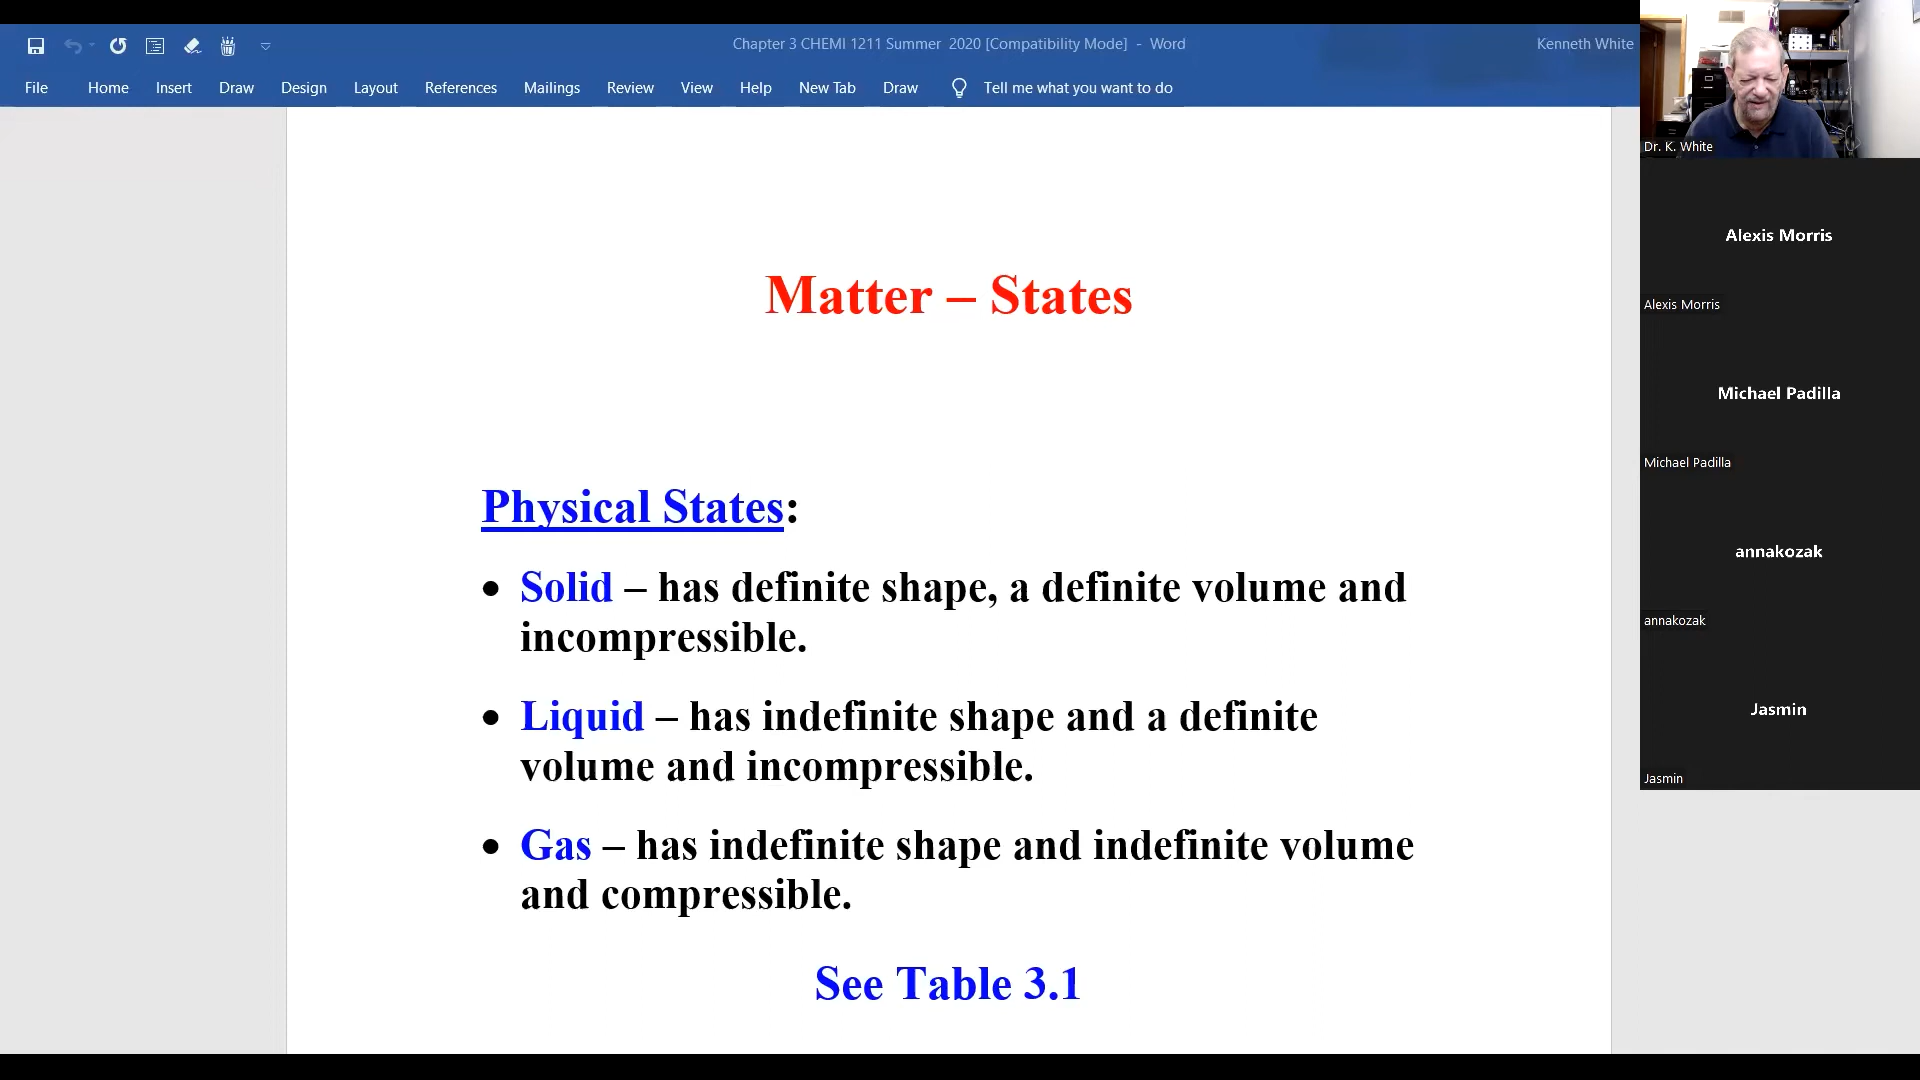 Chapter 3 CHEMI 1211 Summer 2020 [Compatibility Mode] - Word
Kenneth White
File Home Insert Draw Design Layout References Mailings Review View Help New Tab Draw Tell me what you want to do
Matter – States
Physical States:
• Solid – has definite shape, a definite volume and
incompressible.
• Liquid – has indefinite shape and a definite
volume and incompressible.
• Gas – has indefinite shape and indefinite volume
and compressible.
See Table 3.1
Dr. K. White
Alexis Morris
Alexis Morris
Michael Padilla
Michael Padilla
annakozak
annakozak
Jasmin
Jasmin